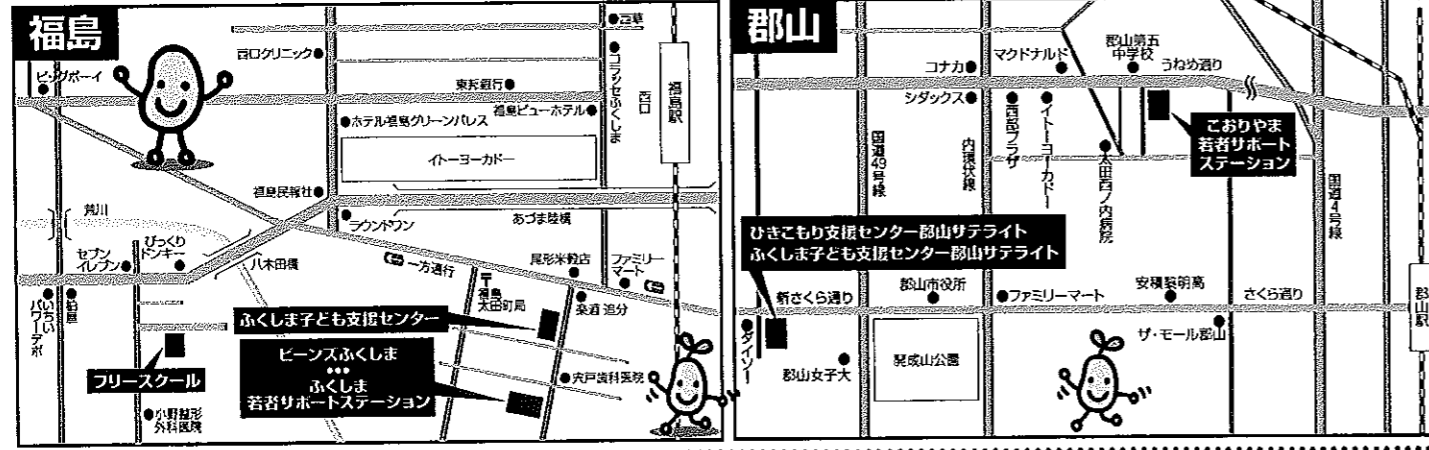 福島
西口クリニック
ビッグボーイ
東邦銀行
福島ビューホテル
ホテル福島グリーンパレス
コラッセふくしま
西口
福島駅
イトーヨーカドー
福島民報社
ラウンドワン
あづま陸橋
荒川
セブン
イレブン
びっくり
ドンキー
八木田橋
一方通行
尾形米穀店
ファミリー
マート
いちい
パワーデポ
柏屋
〒
福島
太田町局
楽酒 追分
ふくしま子ども支援センター
ビーンズふくしま
•••
ふくしま
若者サポートステーション
フリースクール
宍戸歯科医院
小野整形
外科医院
郡山
コナカ
マクドナルド
郡山第五
中学校
うねめ通り
シダックス
西部プラザ
イトーヨーカドー
太田西ノ内病院
こおりやま
若者サポート
ステーション
国道49号線
内環状線
国道4号線
ひきこもり支援センター郡山サテライト
ふくしま子ども支援センター郡山サテライト
新さくら通り
郡山市役所
ファミリーマート
安積黎明高
さくら通り
郡山駅
ダイソー
郡山女子大
開成山公園
ザ・モール郡山